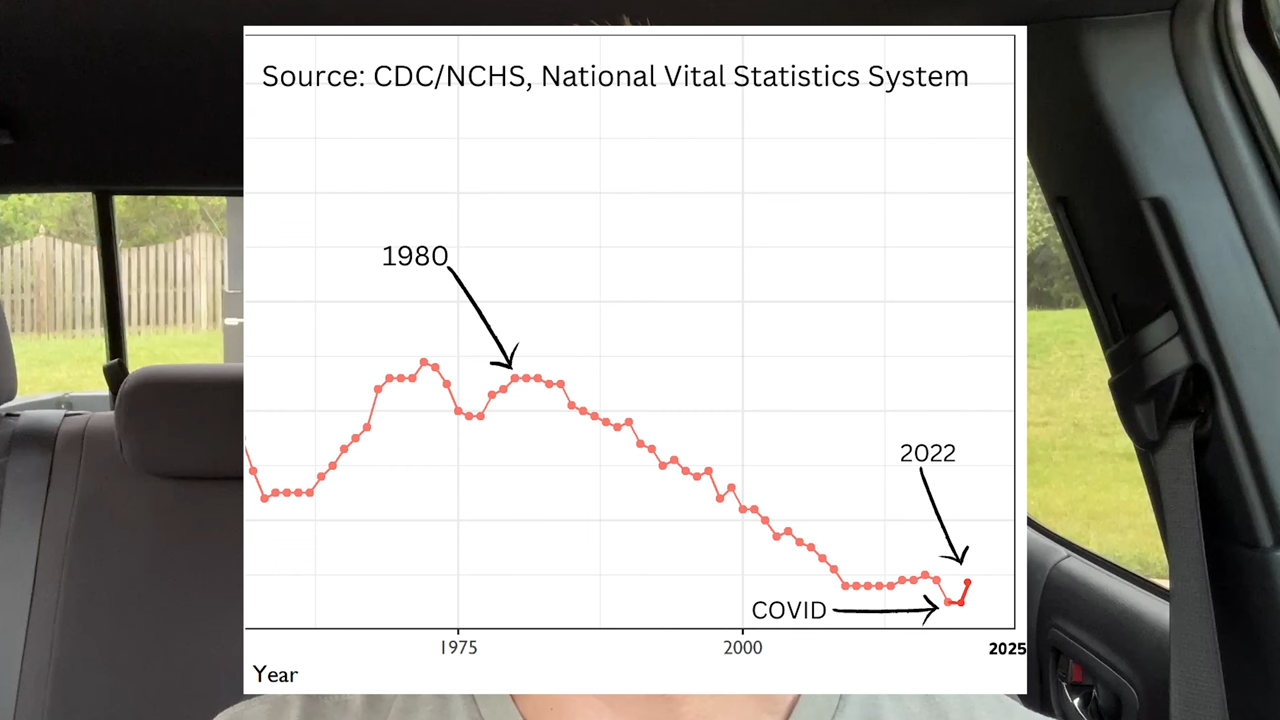 Source: CDC/NCHS, National Vital Statistics System
1980
2022
COVID
1975 2000 2025
Year